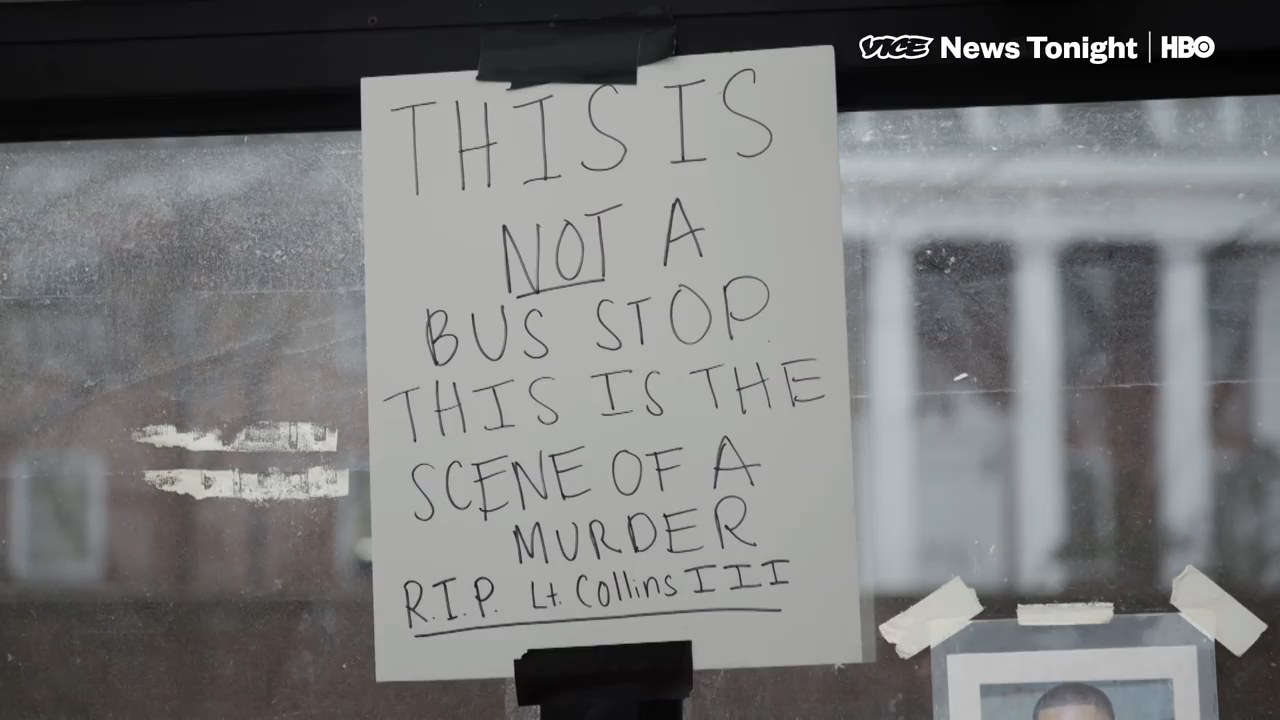 VICE News Tonight | HBO
THIS IS
NOT A
BUS STOP.
THIS IS THE
SCENE OF A
MURDER
R.I.P. Lt. Collins III